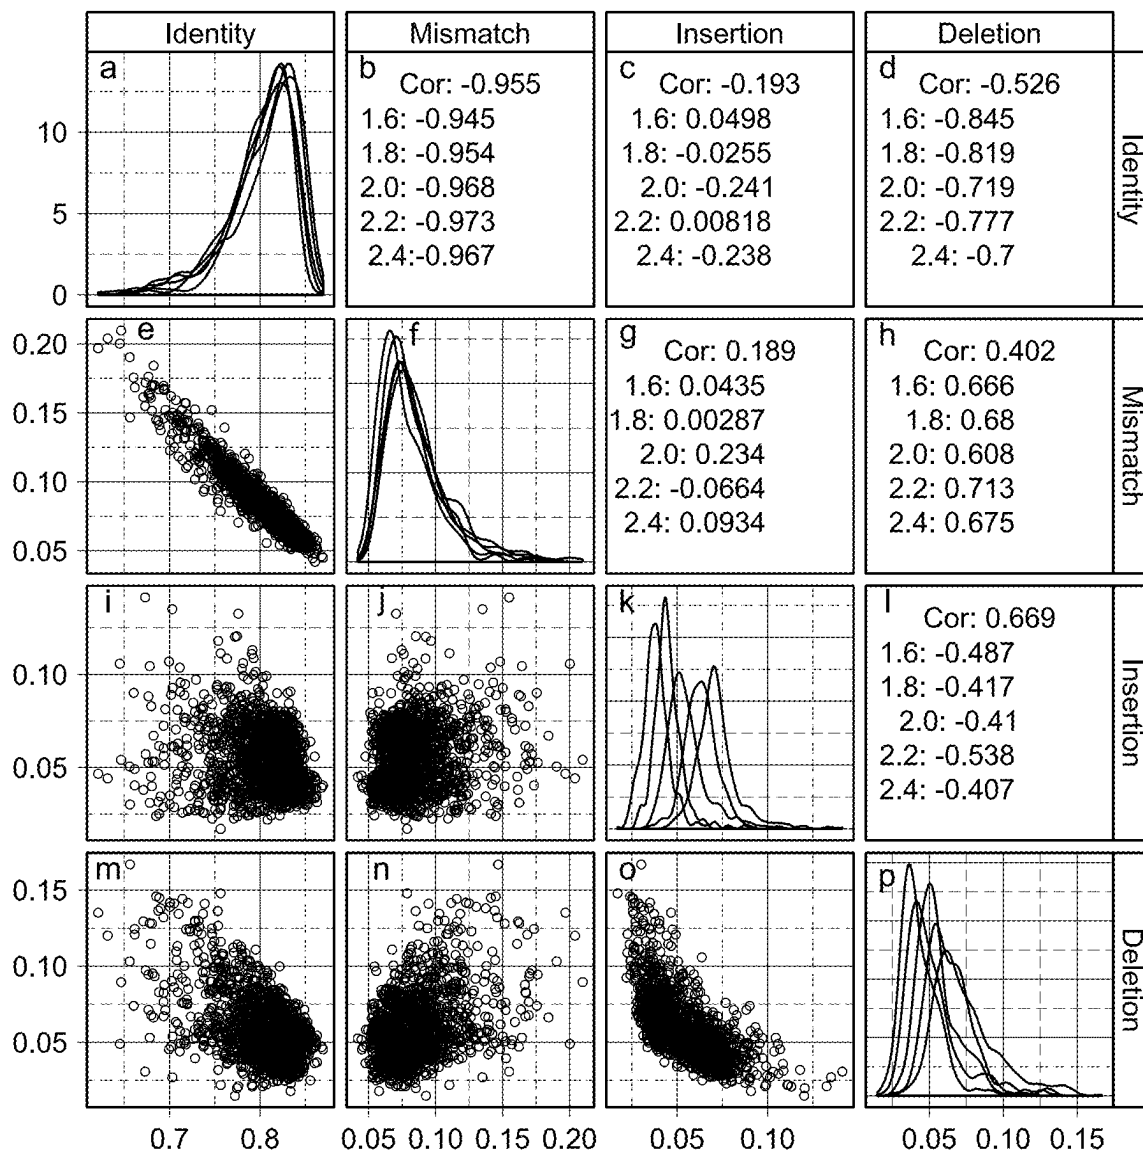 Identity Mismatch Insertion Deletion
a b c d
Cor: -0.955 Cor: -0.193 Cor: -0.526
1.6: -0.945 1.6: 0.0498 1.6: -0.845
10 1.8: -0.954 1.8: -0.0255 1.8: -0.819
2.0: -0.968 2.0: -0.241 2.0: -0.719
5 2.2: -0.973 2.2: 0.00818 2.2: -0.777
2.4:-0.967 2.4: -0.238 2.4: -0.7
0
Identity
e f g h
0.20 Cor: 0.189 Cor: 0.402
1.6: 0.0435 1.6: 0.666
0.15 1.8: 0.00287 1.8: 0.68
2.0: 0.234 2.0: 0.608
0.10 2.2: -0.0664 2.2: 0.713
2.4: 0.0934 2.4: 0.675
0.05
Mismatch
i j k l
Cor: 0.669
1.6: -0.487
0.10 1.8: -0.417
2.0: -0.41
2.2: -0.538
0.05 2.4: -0.407
Insertion
m n o p
0.15
0.10
0.05
Deletion
0.7 0.8 0.05 0.10 0.15 0.20 0.05 0.10 0.05 0.10 0.15